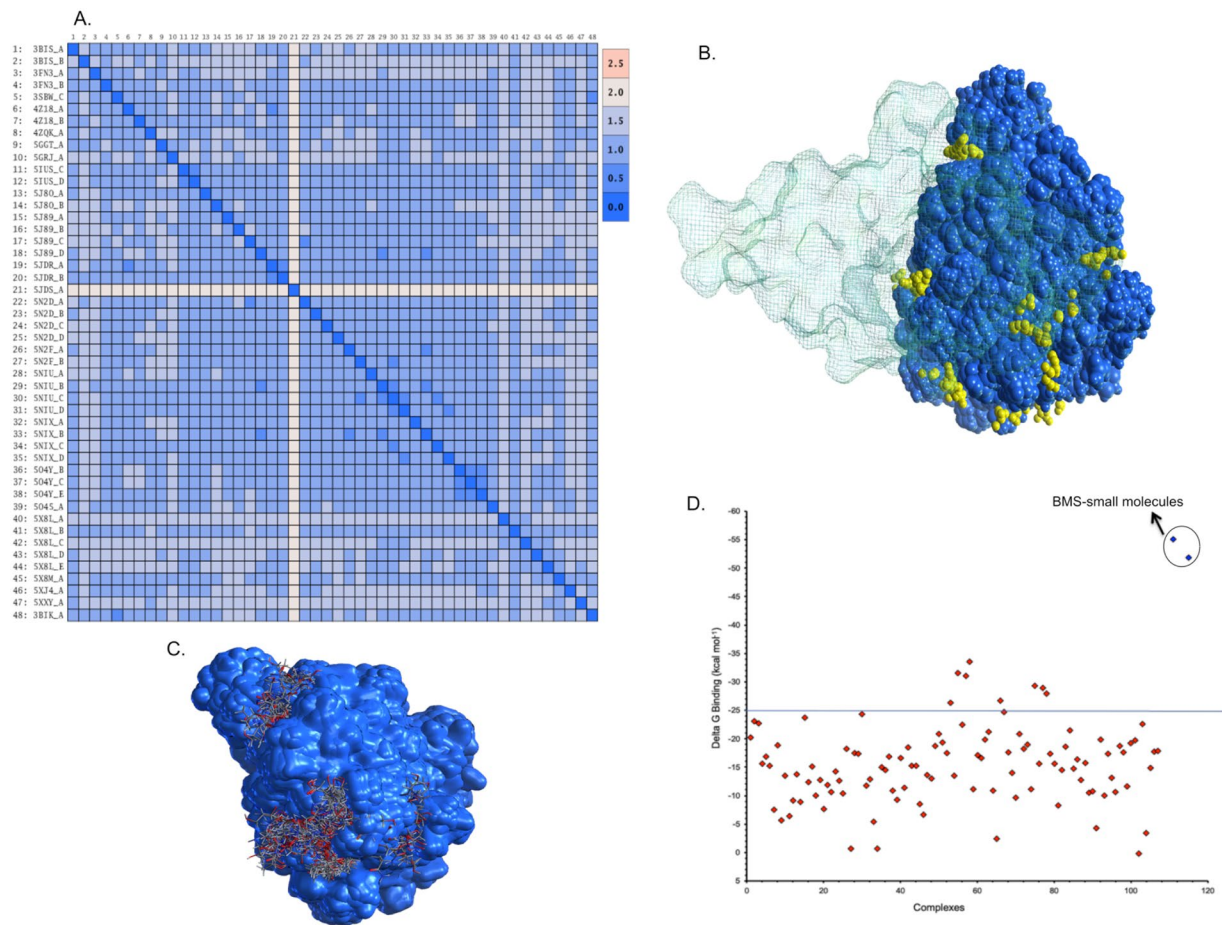 A.
1 2 3 4 5 6 7 8 9 10 11 12 13 14 15 16 17 18 19 20 21 22 23 24 25 26 27 28 29 30 31 32 33 34 35 36 37 38 39 40 41 42 43 44 45 46 47 48
1: 3BIS_A
2: 3BIS_B
3: 3FN3_A
4: 3FN3_B
5: 3SBW_C
6: 4Z18_A
7: 4Z18_B
8: 4ZQK_A
9: 5GGT_A
10: 5GRJ_A
11: 5IUS_C
12: 5IUS_D
13: 5J8O_A
14: 5J8O_B
15: 5J89_A
16: 5J89_B
17: 5J89_C
18: 5J89_D
19: 5JDR_A
20: 5JDR_B
21: 5JDS_A
22: 5N2D_A
23: 5N2D_B
24: 5N2D_C
25: 5N2D_D
26: 5N2F_A
27: 5N2F_B
28: 5NIU_A
29: 5NIU_B
30: 5NIU_C
31: 5NIU_D
32: 5NIX_A
33: 5NIX_B
34: 5NIX_C
35: 5NIX_D
36: 5O4Y_B
37: 5O4Y_C
38: 5O4Y_E
39: 5O45_A
40: 5X8L_A
41: 5X8L_B
42: 5X8L_C
43: 5X8L_D
44: 5X8L_E
45: 5X8M_A
46: 5XJ4_A
47: 5XXY_A
48: 3BIK_A
2.5
2.0
1.5
1.0
0.5
0.0
B.
C.
D.
BMS-small molecules
-60
-55
-50
-45
-40
-35
-30
-25
-20
-15
-10
-5
0
5
Delta G Binding (kcal mol⁻¹)
0 20 40 60 80 100 120
Complexes